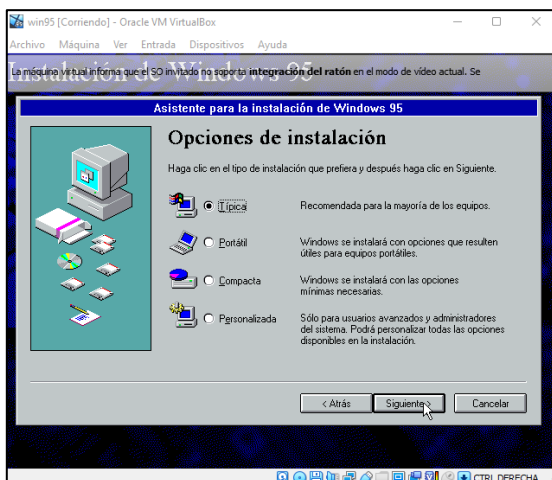 win95 [Corriendo] - Oracle VM VirtualBox
Archivo Máquina Ver Entrada Dispositivos Ayuda
Instalación de Windows 95
La máquina virtual informa que el SO invitado no soporta integración del ratón en el modo de vídeo actual. Se
Asistente para la instalación de Windows 95
Opciones de instalación
Haga clic en el tipo de instalación que prefiera y después haga clic en Siguiente.
Típica
Recomendada para la mayoría de los equipos.
Portátil
Windows se instalará con opciones que resulten
útiles para equipos portátiles.
Compacta
Windows se instalará con las opciones
mínimas necesarias.
Personalizada
Sólo para usuarios avanzados y administradores
del sistema. Podrá personalizar todas las opciones
disponibles en la instalación.
< Atrás Siguiente > Cancelar
CTRL DERECHA